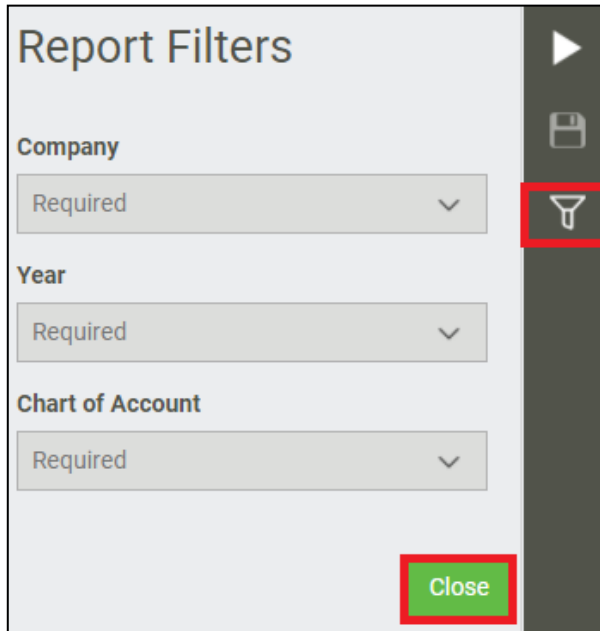 Report Filters
Company
Required
Year
Required
Chart of Account
Required
Close